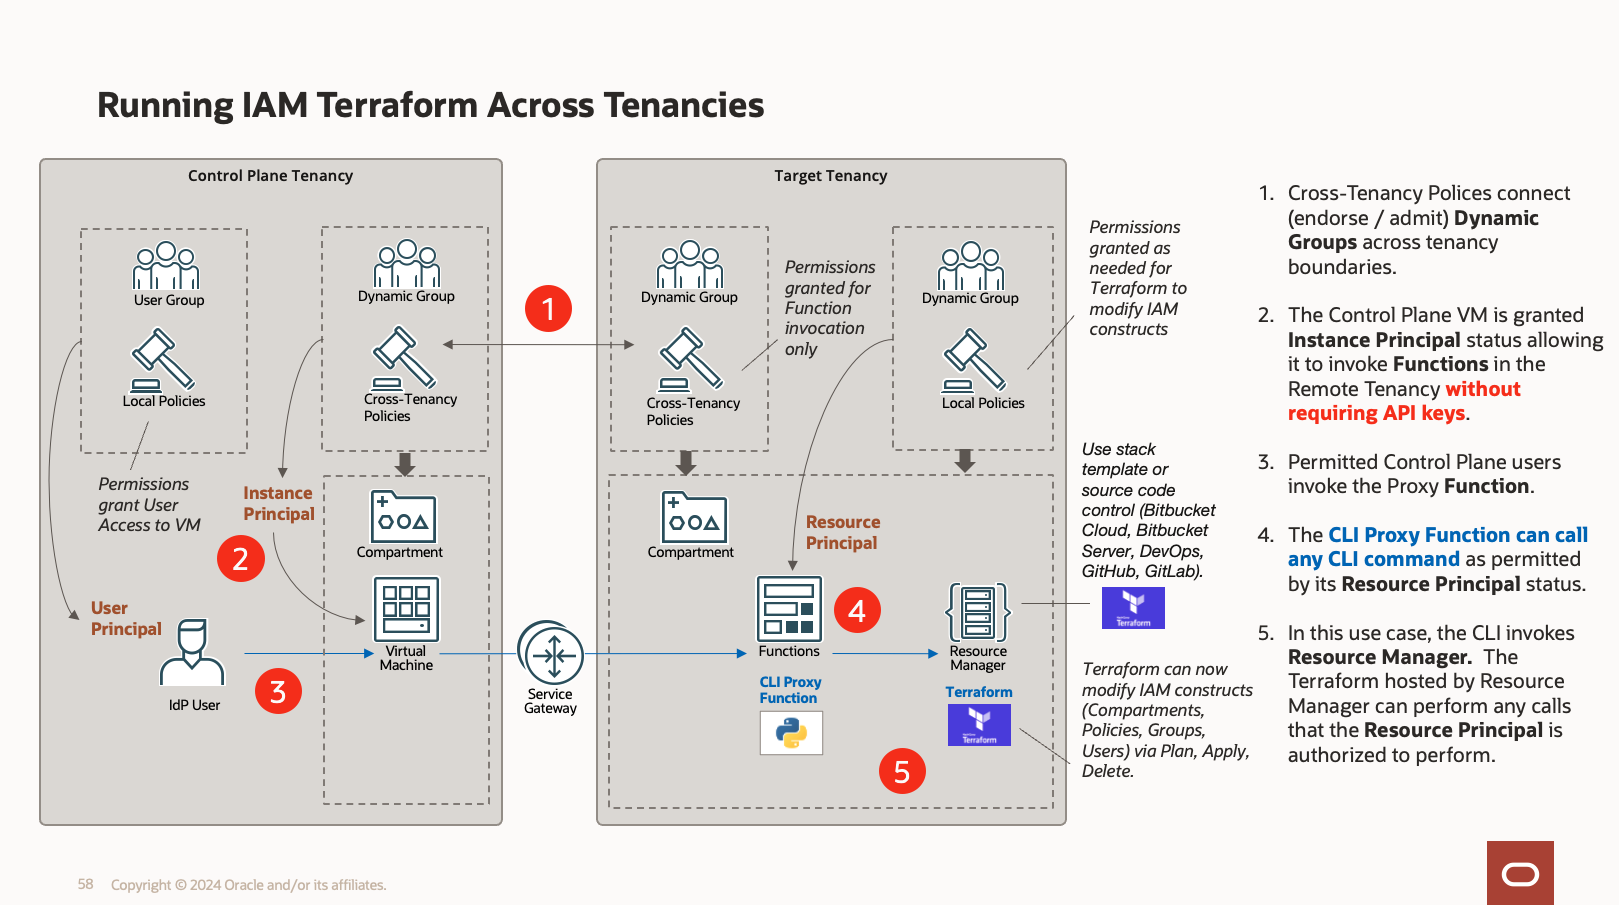 Running IAM Terraform Across Tenancies
Control Plane Tenancy
User Group
Local Policies
Dynamic Group
Cross-Tenancy
Policies
Permissions
grant User
Access to VM
Instance
Principal
2
User
Principal
IdP User
3
Compartment
Virtual
Machine
1
Service
Gateway
Target Tenancy
Dynamic Group
Cross-Tenancy
Policies
Permissions
granted for
Function
invocation
only
Dynamic Group
Local Policies
Compartment
Resource
Principal
4
Functions
CLI Proxy
Function
Resource
Manager
Terraform
Terraform
5
Permissions
granted as
needed for
Terraform to
modify IAM
constructs
Use stack
template or
source code
control (Bitbucket
Cloud, Bitbucket
Server, DevOps,
GitHub, GitLab).
Terraform
Terraform can now
modify IAM constructs
(Compartments,
Policies, Groups,
Users) via Plan, Apply,
Delete.
1. Cross-Tenancy Polices connect
(endorse / admit) Dynamic
Groups across tenancy
boundaries.
2. The Control Plane VM is granted
Instance Principal status allowing
it to invoke Functions in the
Remote Tenancy without
requiring API keys.
3. Permitted Control Plane users
invoke the Proxy Function.
4. The CLI Proxy Function can call
any CLI command as permitted
by its Resource Principal status.
5. In this use case, the CLI invokes
Resource Manager. The
Terraform hosted by Resource
Manager can perform any calls
that the Resource Principal is
authorized to perform.
58 Copyright © 2024 Oracle and/or its affiliates.